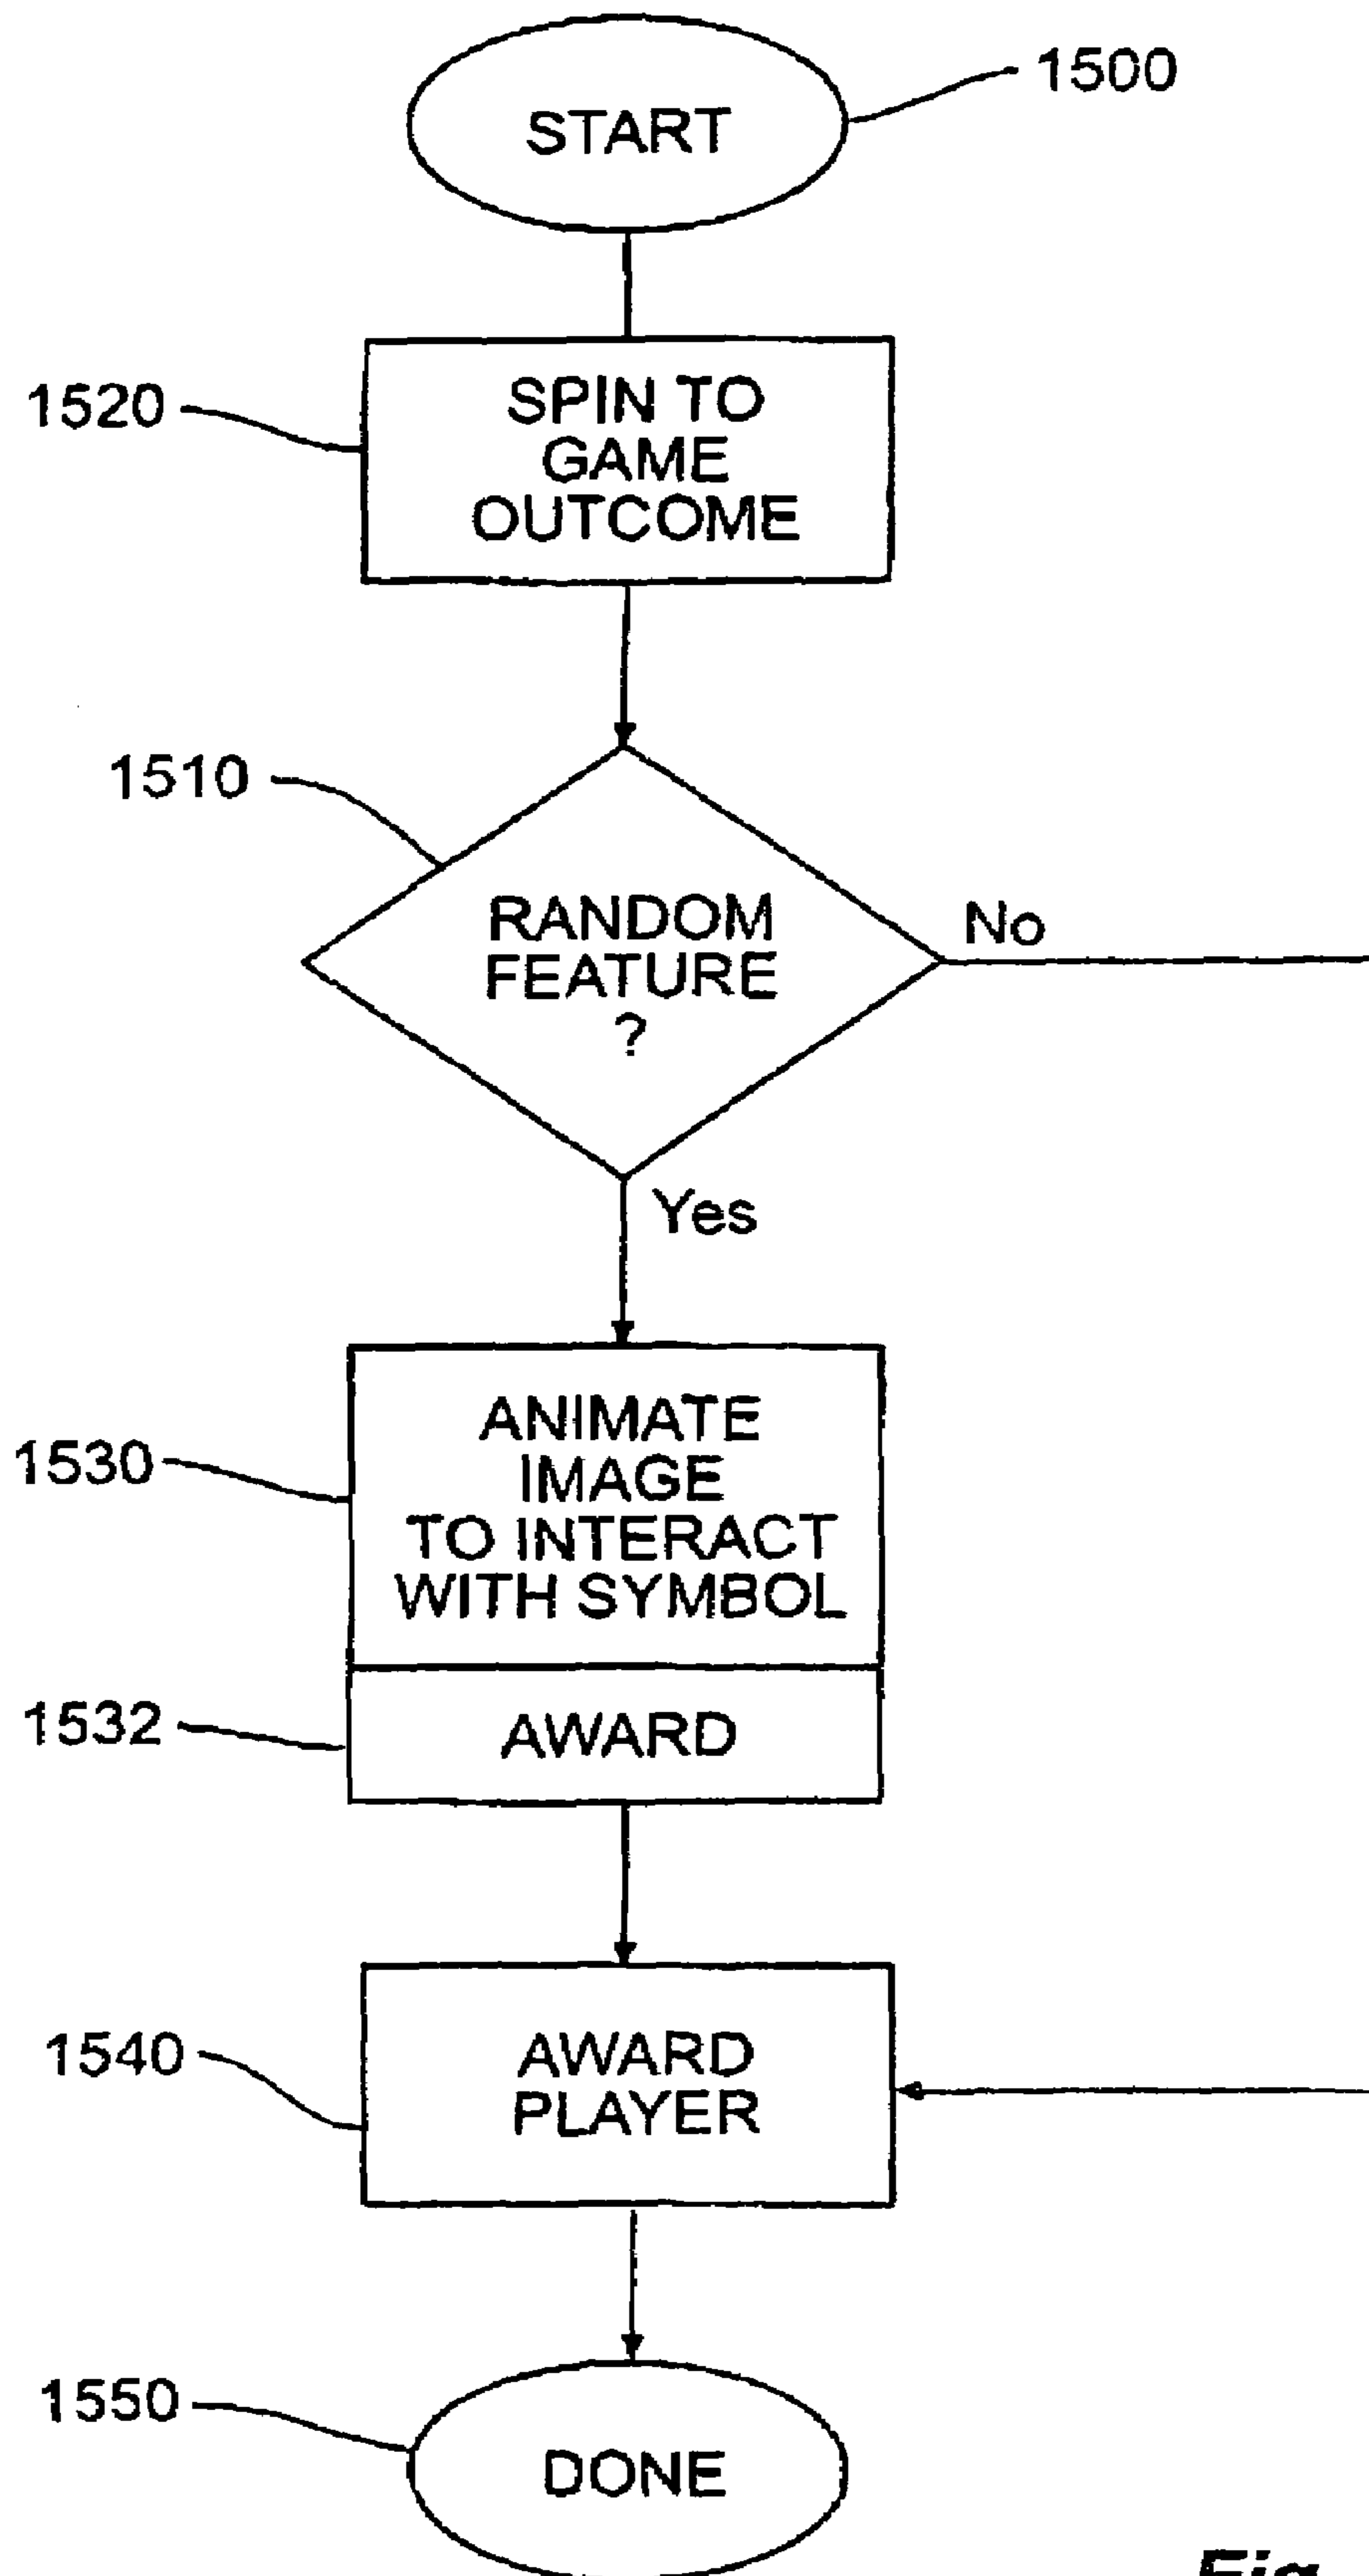 START
1500
1520
SPIN TO
GAME
OUTCOME
1510
RANDOM
FEATURE
?
No
Yes
1530
ANIMATE
IMAGE
TO INTERACT
WITH SYMBOL
1532
AWARD
1540
AWARD
PLAYER
1550
DONE
Fig